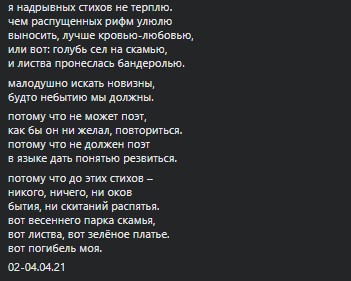 я надрывных стихов не терплю.
чем распущенных рифм улюлю
выносить, лучше кровью-любовью,
или вот: голубь сел на скамью,
и листва пронеслась бандеролью.
малодушно искать новизны,
будто небытию мы должны.
потому что не может поэт,
как бы он ни желал, повториться.
потому что не должен поэт
в языке дать понятью резвиться.
потому что до этих стихов –
никого, ничего, ни оков
бытия, ни скитаний распятья.
вот весеннего парка скамья,
вот листва, вот зелёное платье.
вот погибель моя.
02-04.04.21